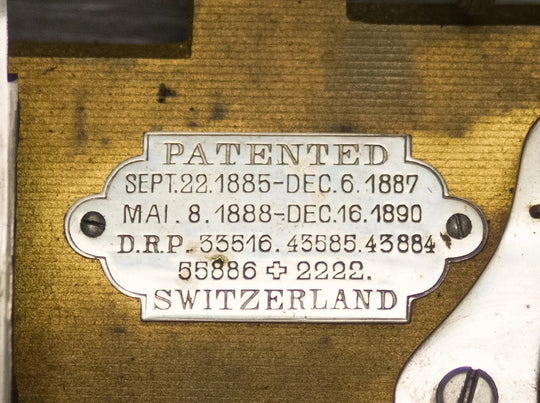 PATENTED
SEPT.22.1885-DEC.6.1887
MAI.8.1888-DEC.16.1890
D.R.P. 33516.43585.43884
55886 ✚ 2222.
SWITZERLAND